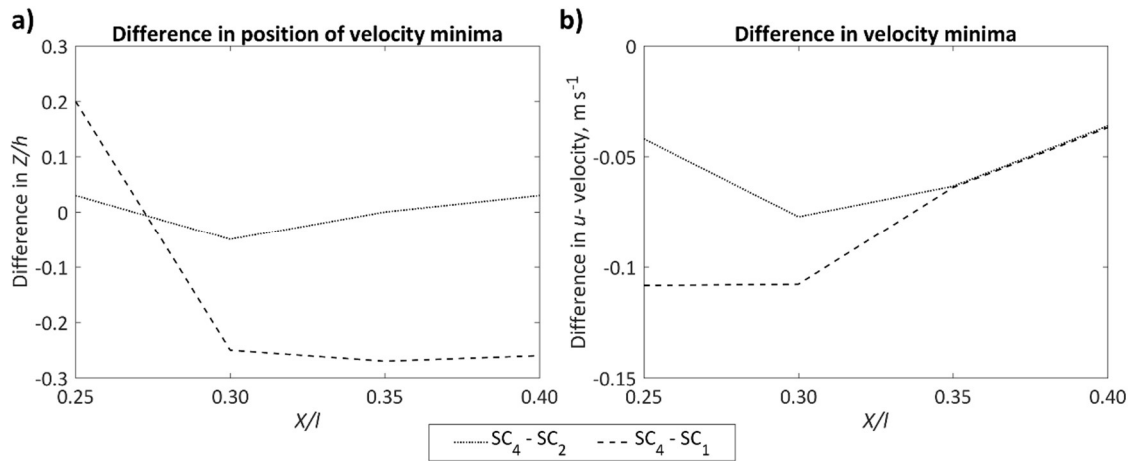 a)
Difference in position of velocity minima
Difference in Z/h
0.3
0.2
0.1
0
-0.1
-0.2
-0.3
0.25
0.30
0.35
0.40
X/l
b)
Difference in velocity minima
Difference in u- velocity, m s⁻¹
0
-0.05
-0.1
-0.15
0.25
0.30
0.35
0.40
X/l
SC₄ - SC₂
SC₄ - SC₁